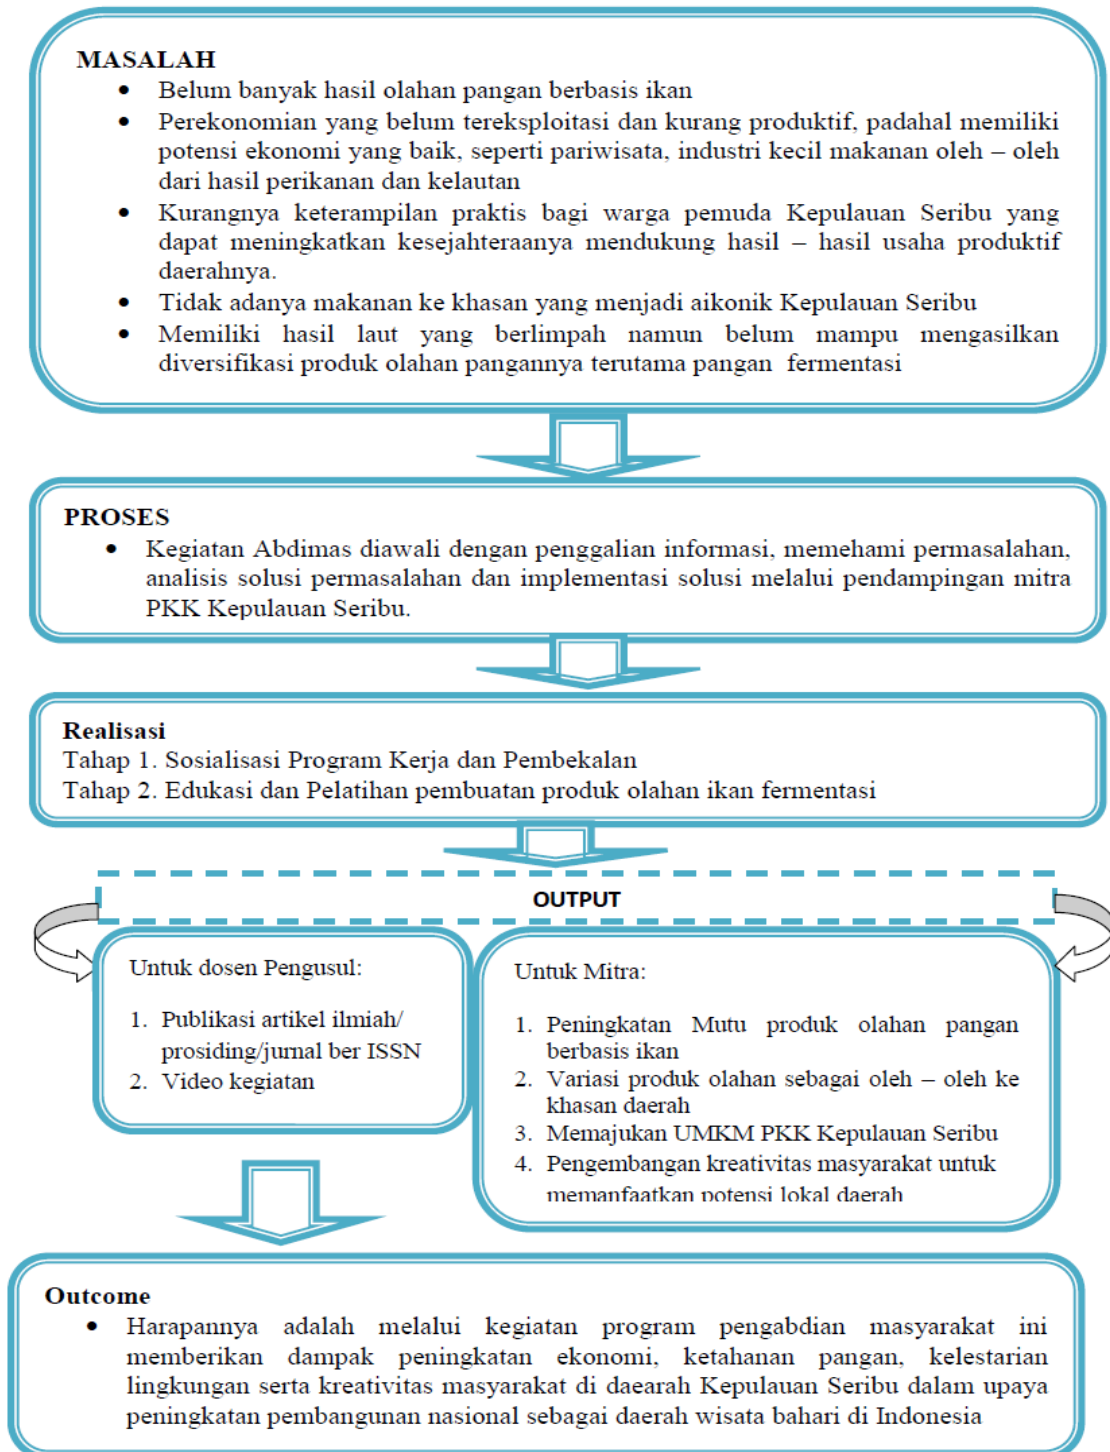 MASALAH
• Belum banyak hasil olahan pangan berbasis ikan
• Perekonomian yang belum tereksploitasi dan kurang produktif, padahal memiliki
potensi ekonomi yang baik, seperti pariwisata, industri kecil makanan oleh – oleh
dari hasil perikanan dan kelautan
• Kurangnya keterampilan praktis bagi warga pemuda Kepulauan Seribu yang
dapat meningkatkan kesejahteraanya mendukung hasil – hasil usaha produktif
daerahnya.
• Tidak adanya makanan ke khasan yang menjadi aikonik Kepulauan Seribu
• Memiliki hasil laut yang berlimpah namun belum mampu mengasilkan
diversifikasi produk olahan pangannya terutama pangan fermentasi
PROSES
• Kegiatan Abdimas diawali dengan penggalian informasi, memehami permasalahan,
analisis solusi permasalahan dan implementasi solusi melalui pendampingan mitra
PKK Kepulauan Seribu.
Realisasi
Tahap 1. Sosialisasi Program Kerja dan Pembekalan
Tahap 2. Edukasi dan Pelatihan pembuatan produk olahan ikan fermentasi
OUTPUT
Untuk dosen Pengusul:
1. Publikasi artikel ilmiah/
prosiding/jurnal ber ISSN
2. Video kegiatan
Untuk Mitra:
1. Peningkatan Mutu produk olahan pangan
berbasis ikan
2. Variasi produk olahan sebagai oleh – oleh ke
khasan daerah
3. Memajukan UMKM PKK Kepulauan Seribu
4. Pengembangan kreativitas masyarakat untuk
memanfaatkan potensi lokal daerah
Outcome
• Harapannya adalah melalui kegiatan program pengabdian masyarakat ini
memberikan dampak peningkatan ekonomi, ketahanan pangan, kelestarian
lingkungan serta kreativitas masyarakat di daearah Kepulauan Seribu dalam upaya
peningkatan pembangunan nasional sebagai daerah wisata bahari di Indonesia